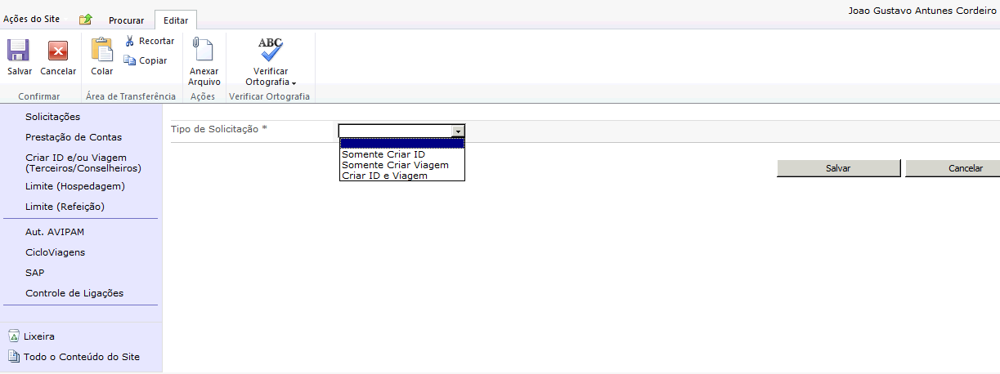 Joao Gustavo Antunes Cordeiro
Ações do Site
Procurar
Editar
Salvar
Cancelar
Colar
Recortar
Copiar
Anexar
Arquivo
ABC
Verificar
Ortografia
Confirmar
Área de Transferência
Ações
Verificar Ortografia
Solicitações
Prestação de Contas
Criar ID e/ou Viagem
(Terceiros/Conselheiros)
Limite (Hospedagem)
Limite (Refeição)
Aut. AVIPAM
CicloViagens
SAP
Controle de Ligações
Lixeira
Todo o Conteúdo do Site
Tipo de Solicitação *
Somente Criar ID
Somente Criar Viagem
Criar ID e Viagem
Salvar
Cancelar